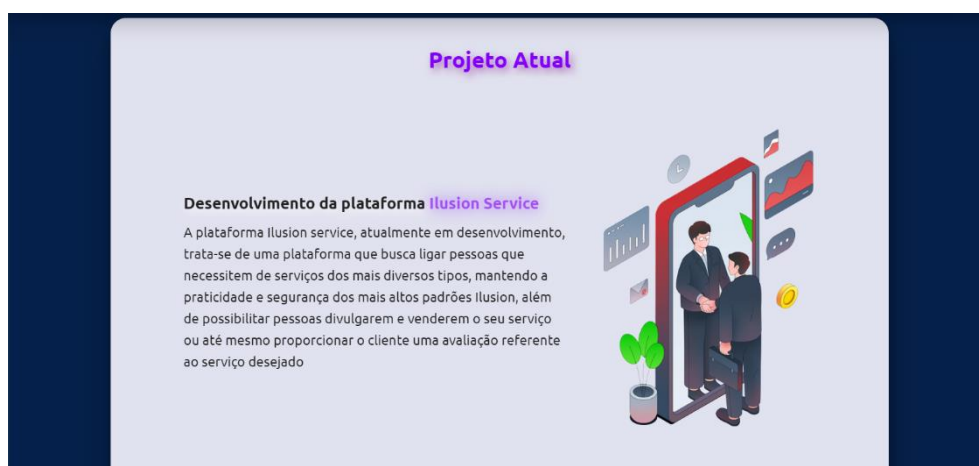 Projeto Atual
Desenvolvimento da plataforma Ilusion Service
A plataforma Ilusion service, atualmente em desenvolvimento,
trata-se de uma plataforma que busca ligar pessoas que
necessitem de serviços dos mais diversos tipos, mantendo a
praticidade e segurança dos mais altos padrões Ilusion, além
de possibilitar pessoas divulgarem e venderem o seu serviço
ou até mesmo proporcionar o cliente uma avaliação referente
ao serviço desejado